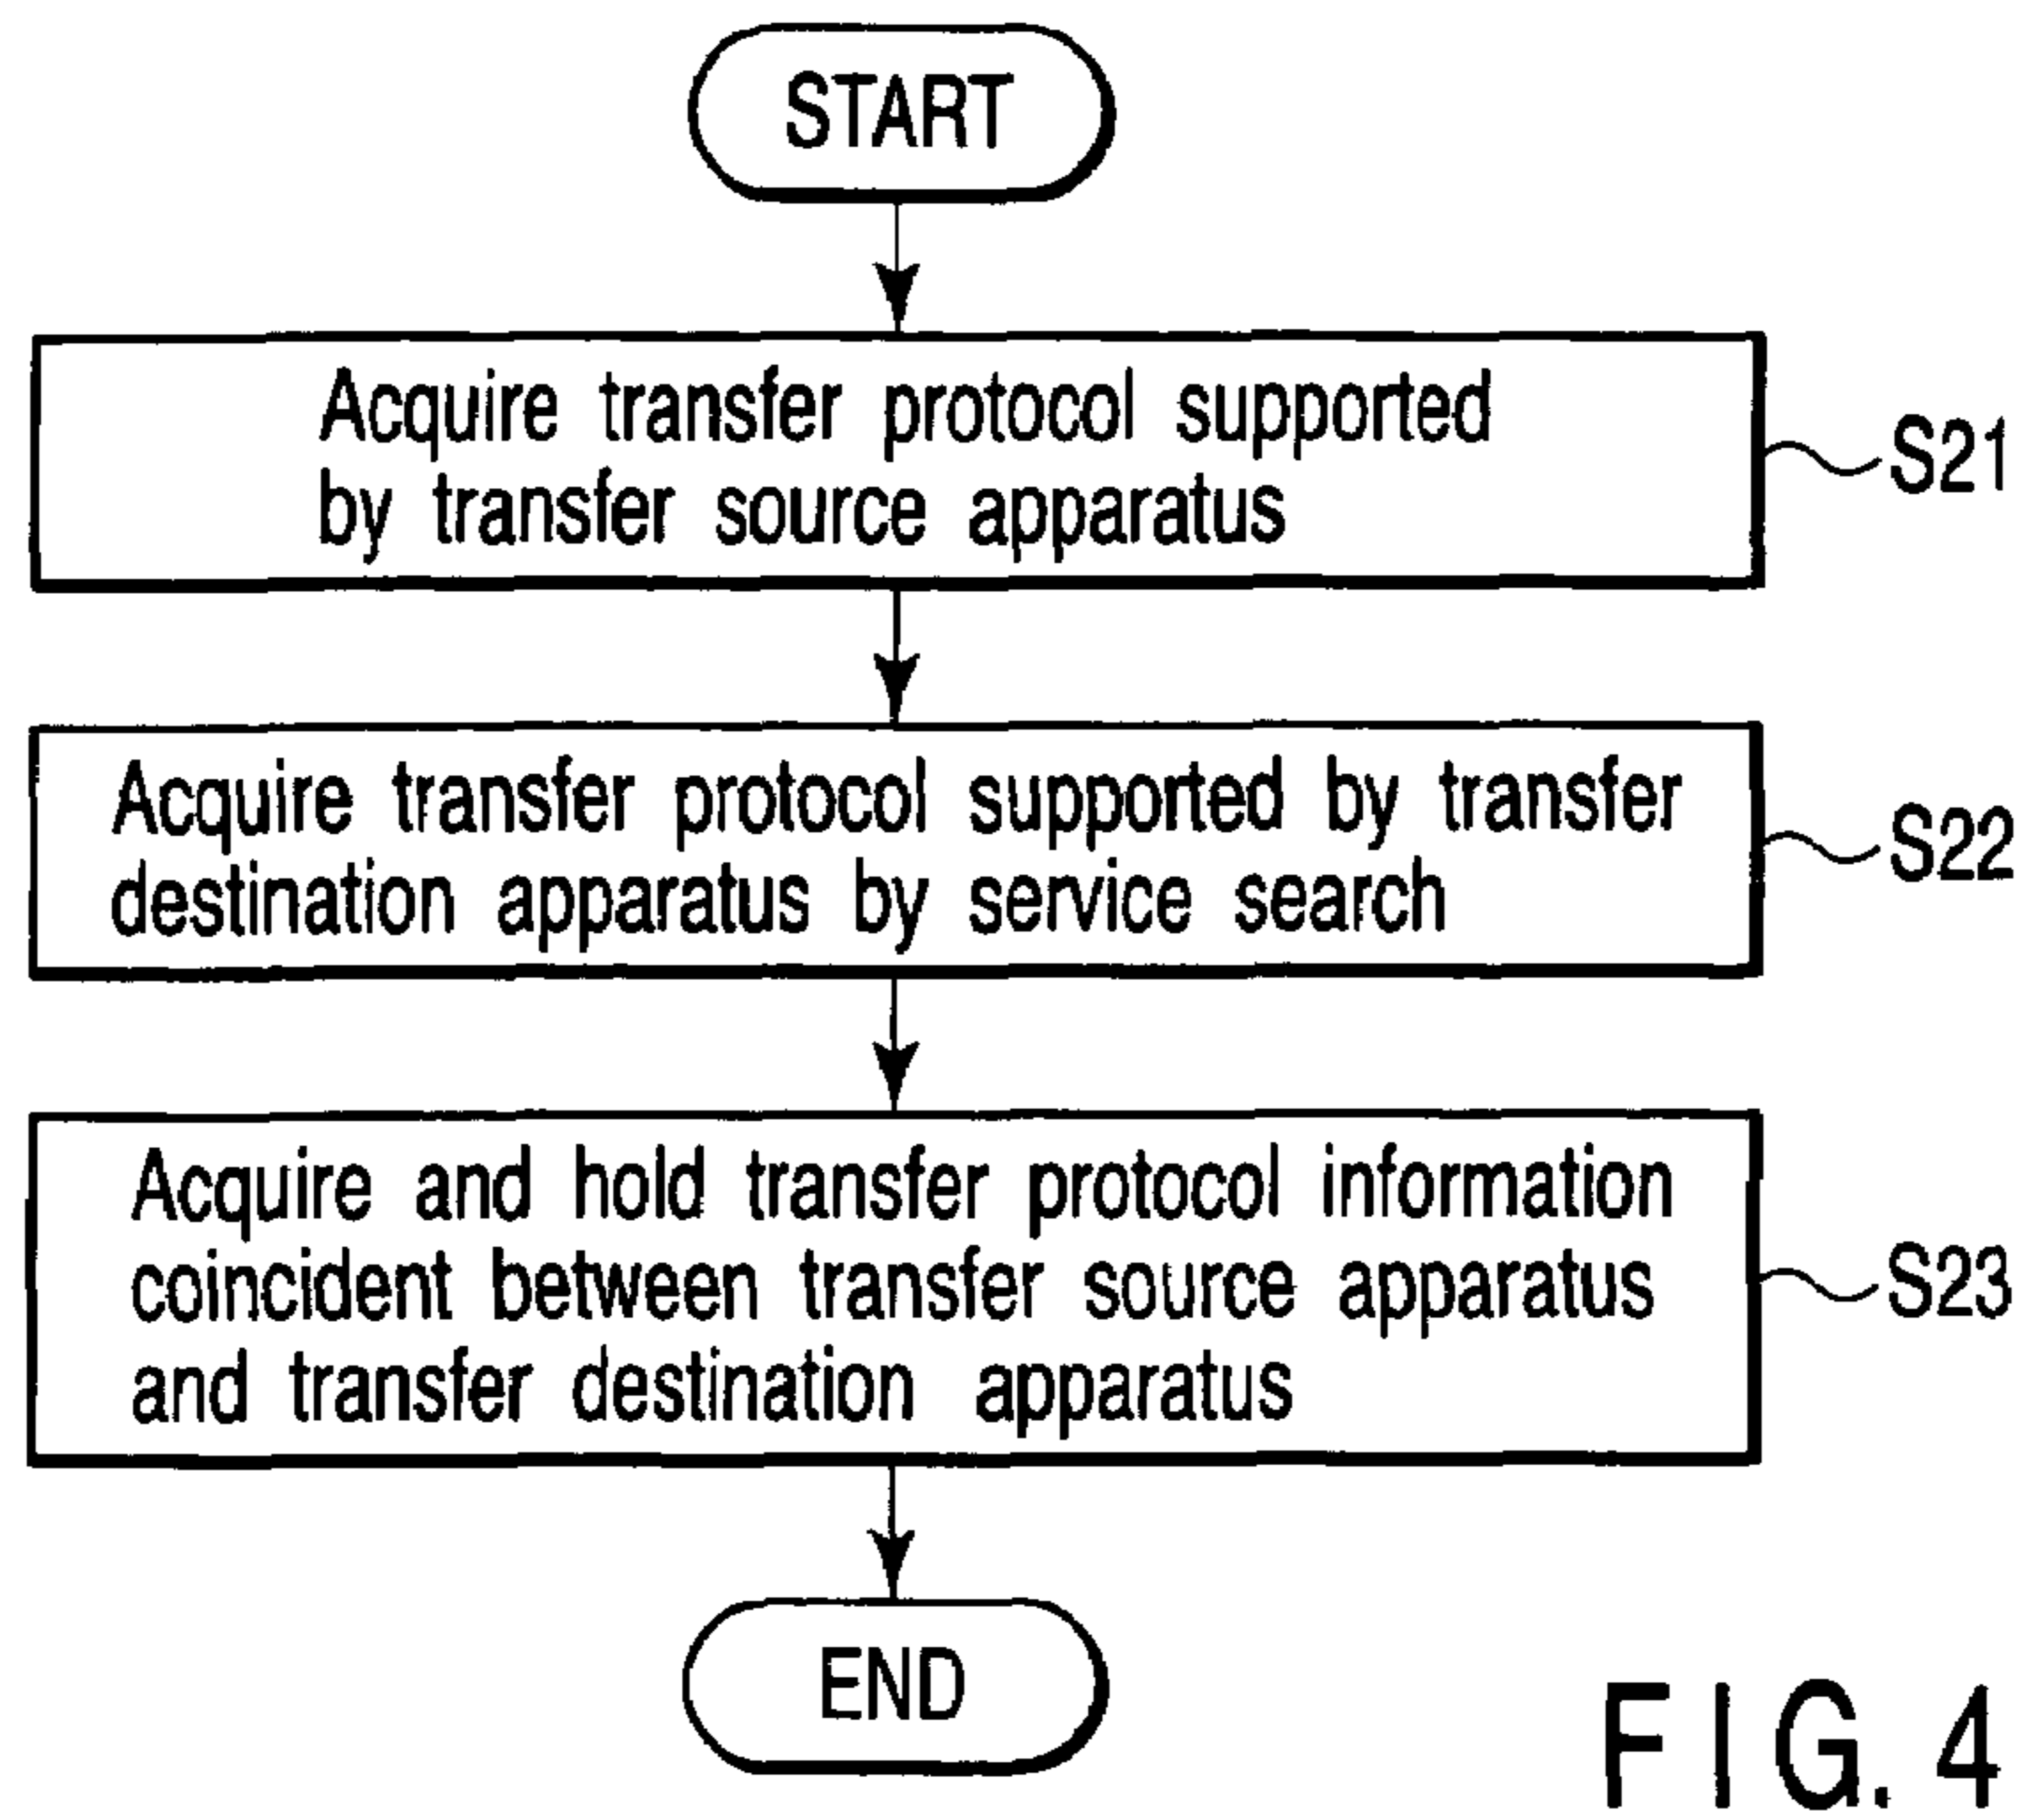 START
Acquire transfer protocol supported
by transfer source apparatus
S21
Acquire transfer protocol supported by transfer
destination apparatus by service search
S22
Acquire and hold transfer protocol information
coincident between transfer source apparatus
and transfer destination apparatus
S23
END
FIG. 4